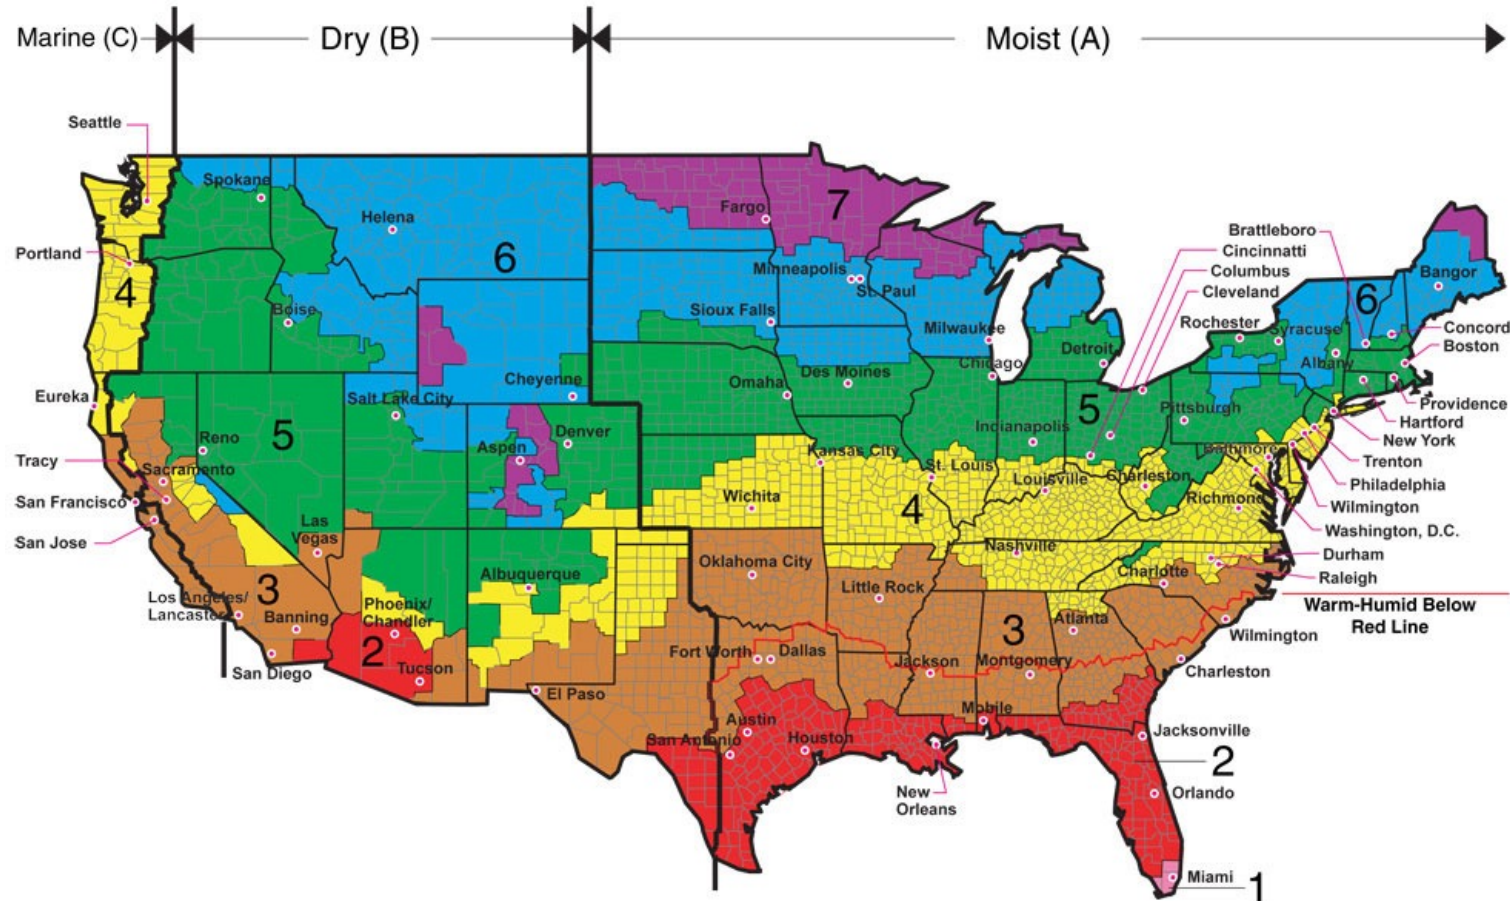 Marine (C)
Dry (B)
Moist (A)
Seattle
Spokane
Helena
Fargo
7
Brattleboro
Cincinnatti
Columbus
Cleveland
Portland
4
6
Minneapolis
St. Paul
6
Bangor
Boise
Sioux Falls
Milwaukee
Rochester
Syracuse
Concord
Boston
Chicago
Detroit
Albany
Eureka
Cheyenne
Salt Lake City
Omaha
Des Moines
5
Pittsburgh
Providence
Hartford
New York
Reno
5
Aspen
Denver
Indianapolis
Baltimore
Trenton
Tracy
Sacramento
Kansas City
St. Louis
Louisville
Charleston
Philadelphia
San Francisco
Wichita
4
Richmond
Wilmington
Las
Vegas
Washington, D.C.
San Jose
Nashville
Durham
Albuquerque
Oklahoma City
Charlotte
Raleigh
Los Angeles/
Lancaster
3
Banning
Phoenix/
Chandler
Little Rock
Atlanta
3
Warm-Humid Below
Red Line
Wilmington
2
Tucson
Fort Worth
Dallas
Jackson
Montgomery
San Diego
El Paso
Charleston
Austin
Mobile
San Antonio
Houston
Jacksonville
2
New
Orleans
Orlando
Miami
1